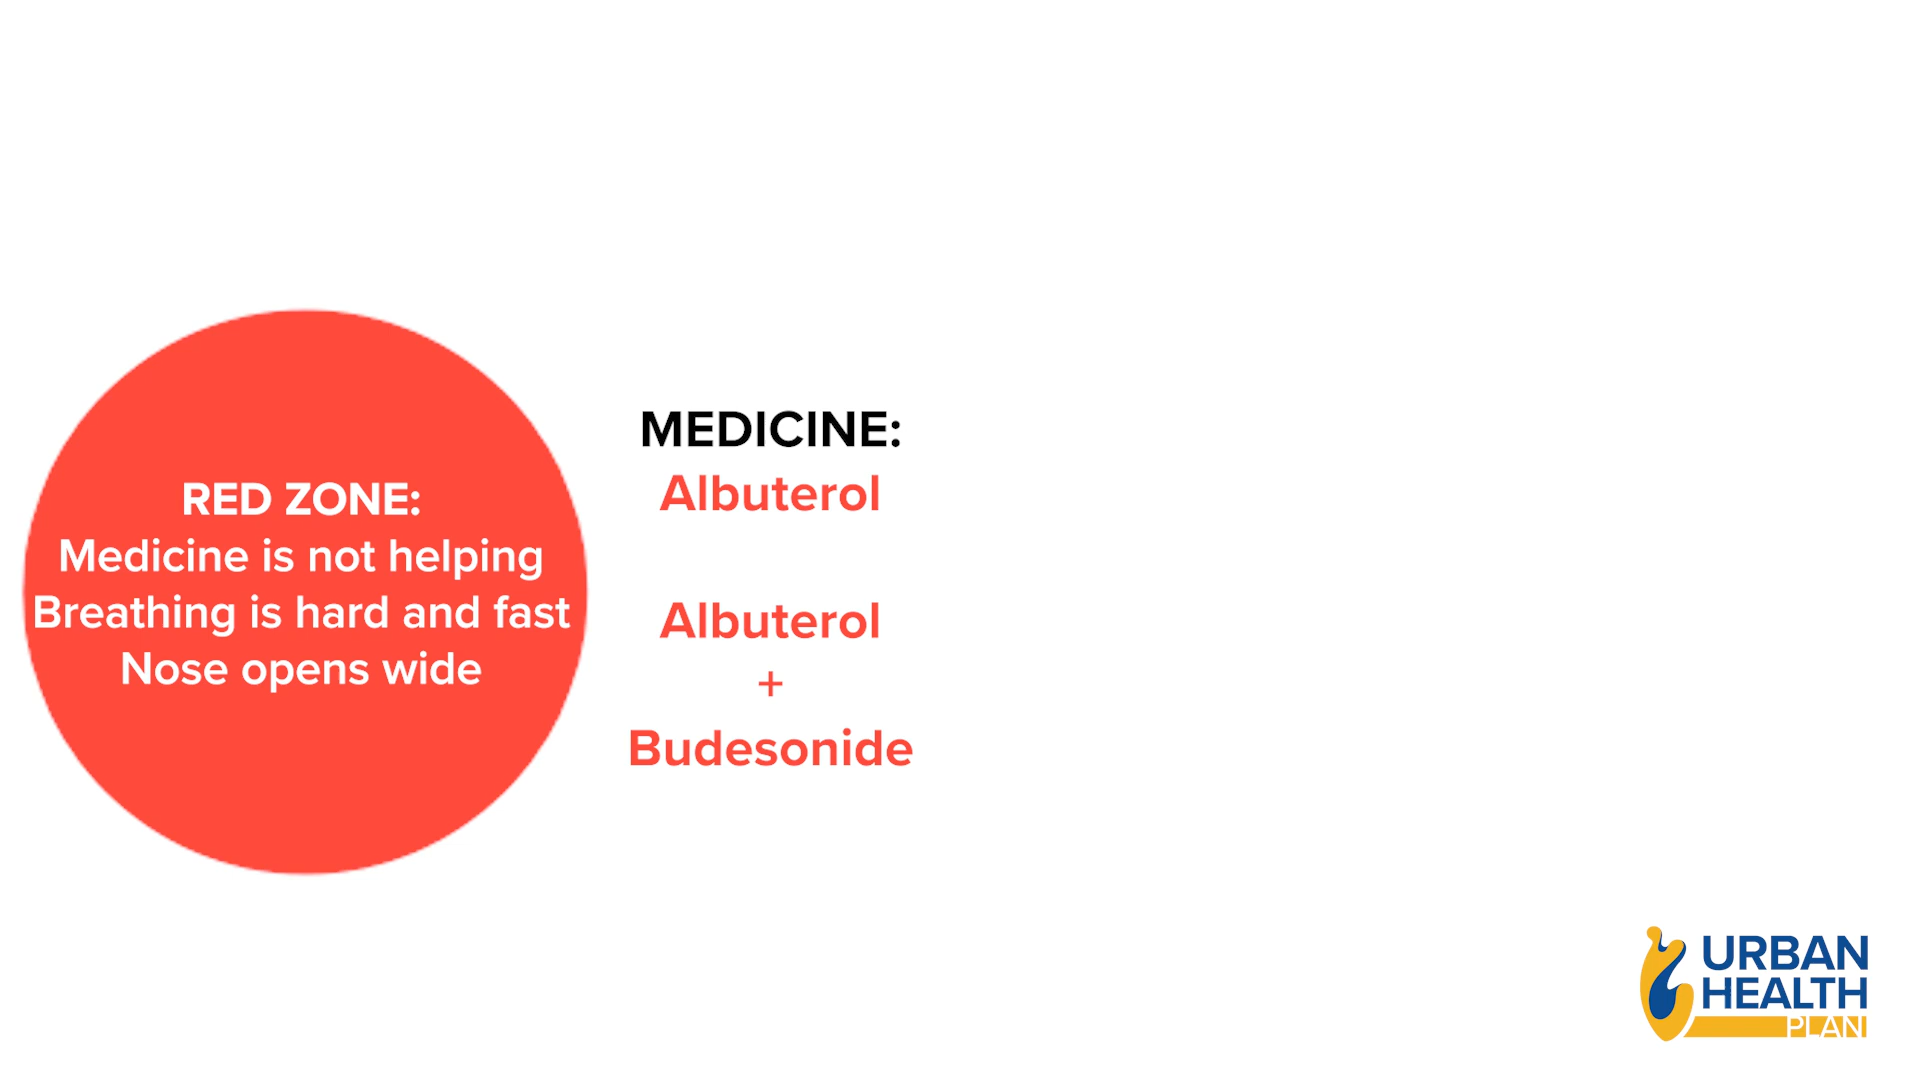 RED ZONE:
Medicine is not helping
Breathing is hard and fast
Nose opens wide
MEDICINE:
Albuterol
Albuterol
+
Budesonide
URBAN
HEALTH
PLAN